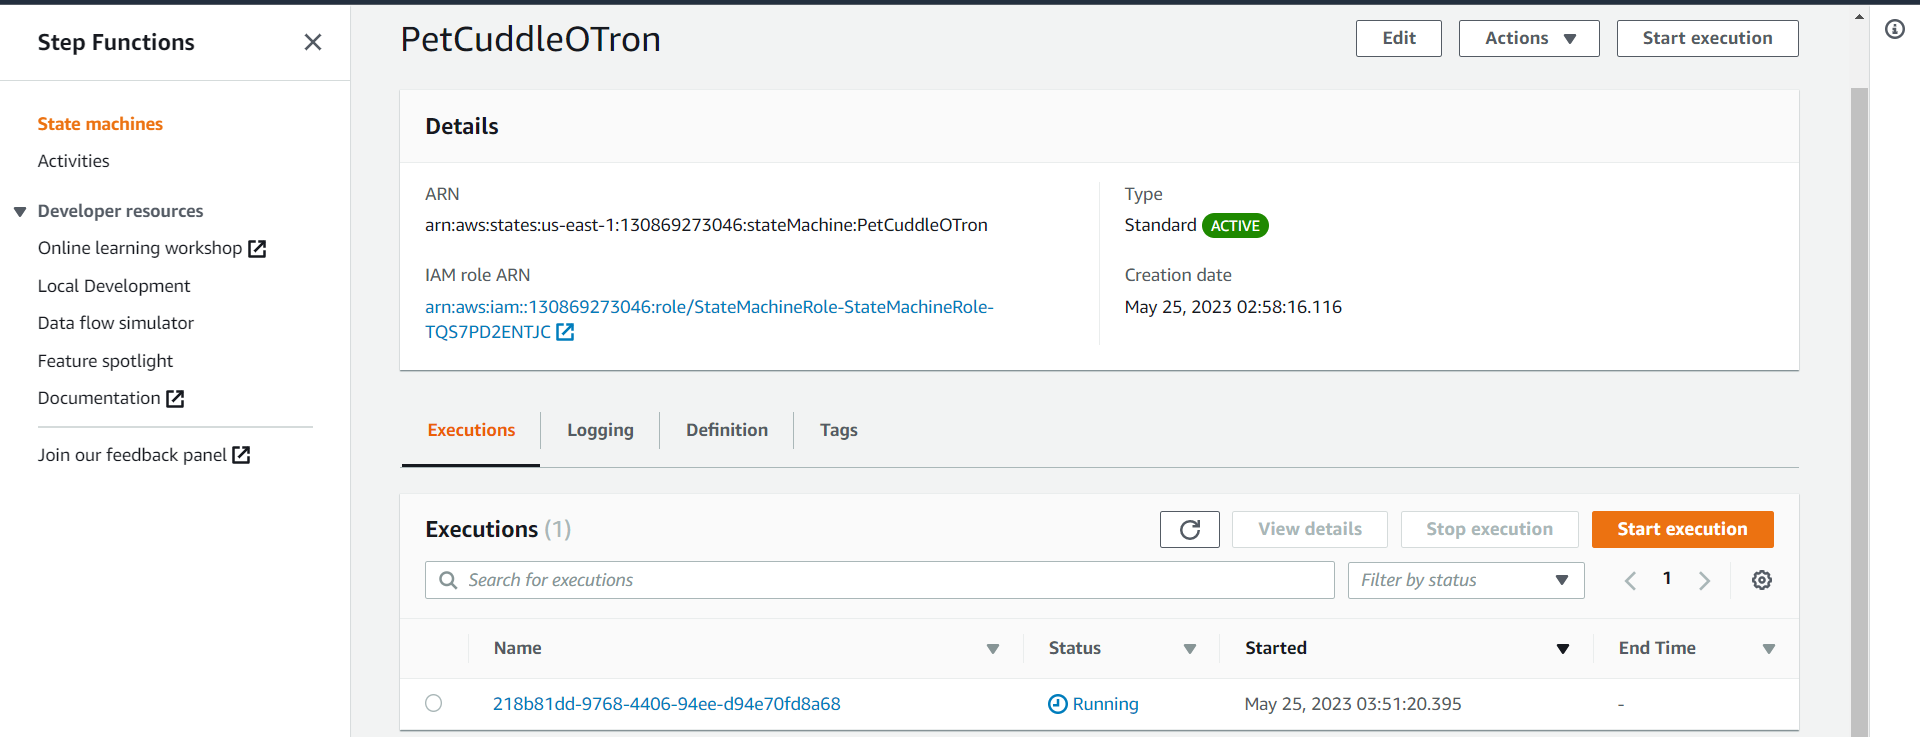 Step Functions
State machines
Activities
Developer resources
Online learning workshop
Local Development
Data flow simulator
Feature spotlight
Documentation
Join our feedback panel
PetCuddleOTron
Edit
Actions
Start execution
Details
ARN
arn:aws:states:us-east-1:130869273046:stateMachine:PetCuddleOTron
IAM role ARN
arn:aws:iam::130869273046:role/StateMachineRole-StateMachineRole-
TQS7PD2ENTJC
Type
Standard ACTIVE
Creation date
May 25, 2023 02:58:16.116
Executions
Logging
Definition
Tags
Executions (1)
View details
Stop execution
Start execution
Search for executions
Filter by status
1
Name
Status
Started
End Time
218b81dd-9768-4406-94ee-d94e70fd8a68
Running
May 25, 2023 03:51:20.395
-